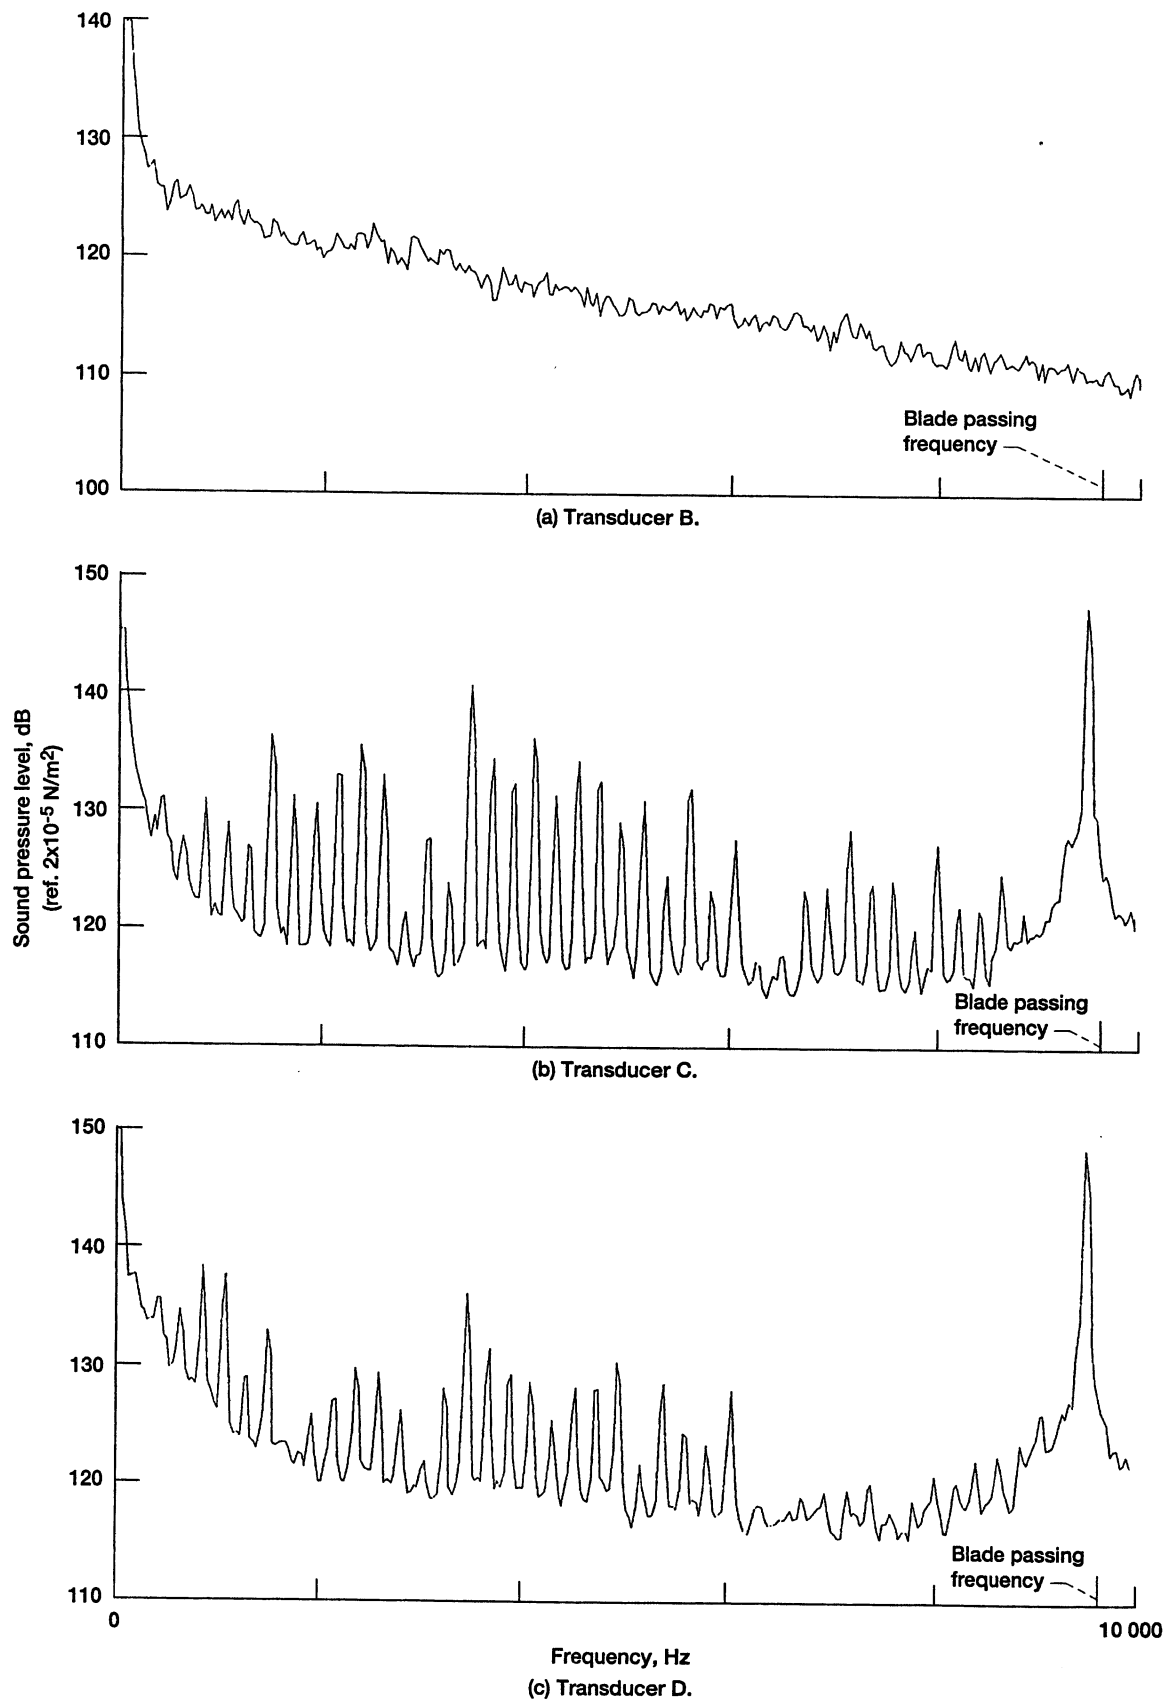 140
130
120
110
100
Blade passing
frequency
(a) Transducer B.
150
140
130
120
110
Sound pressure level, dB
(ref. 2x10-5 N/m2)
Blade passing
frequency
(b) Transducer C.
150
140
130
120
110
Blade passing
frequency
0
10 000
Frequency, Hz
(c) Transducer D.